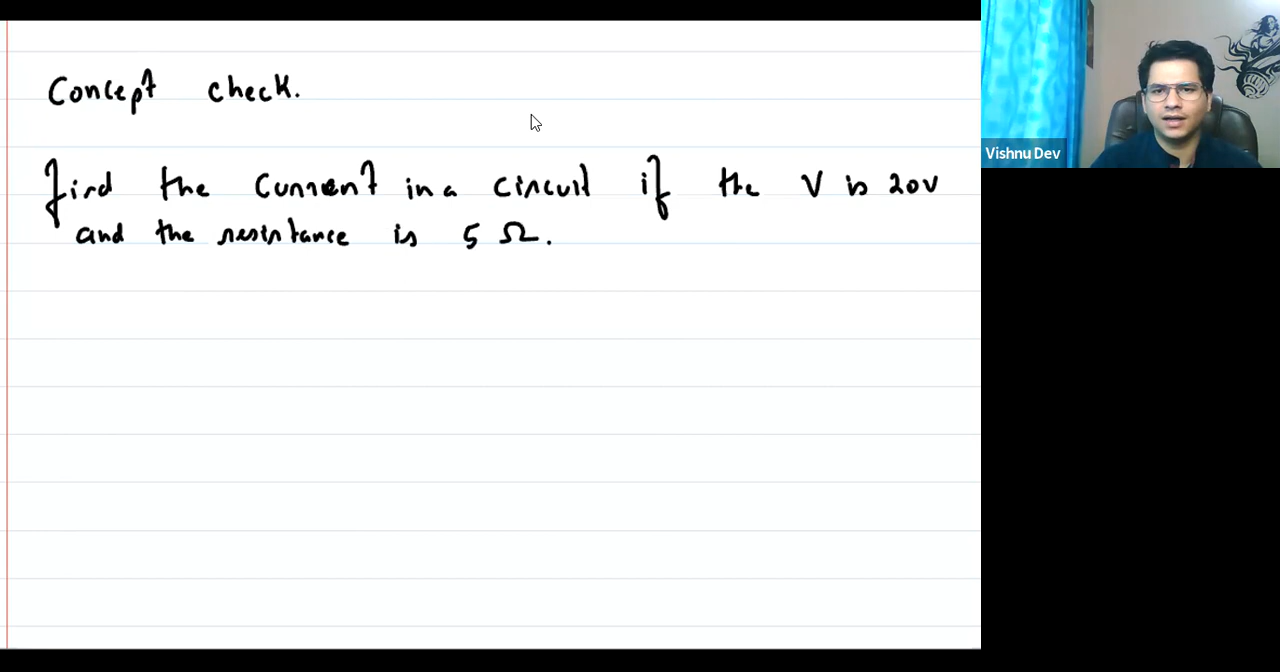 Concept check.
Find the current in a circuit if the V is 20V
and the resistance is 5 Ω.
Vishnu Dev